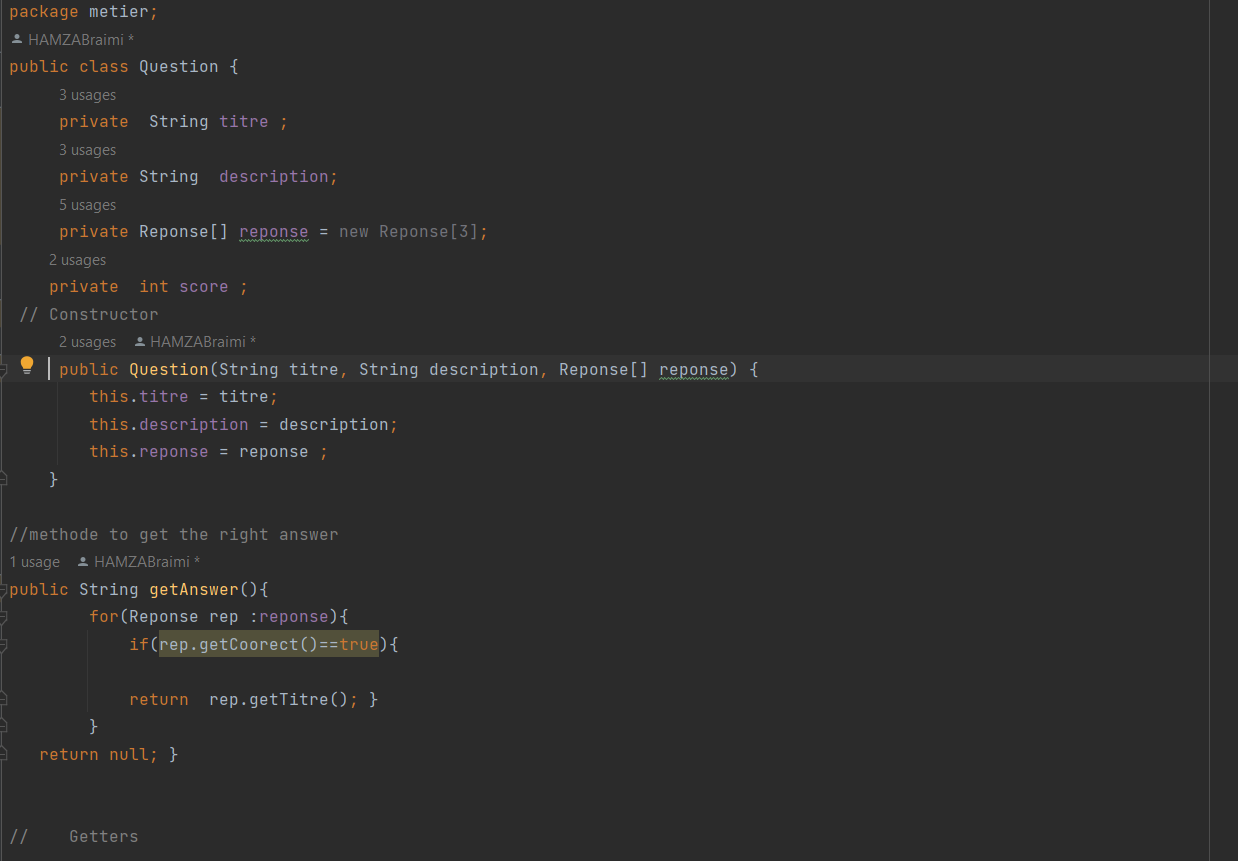 package metier;
HAMZABraimi *
public class Question {
3 usages
private  String titre ;
3 usages
private String  description;
5 usages
private Reponse[] reponse = new Reponse[3];
2 usages
private  int score ;
// Constructor
2 usages   HAMZABraimi *
public Question(String titre, String description, Reponse[] reponse) {
this.titre = titre;
this.description = description;
this.reponse = reponse ;
}
//methode to get the right answer
1 usage   HAMZABraimi *
public String getAnswer(){
for(Reponse rep :reponse){
if(rep.getCoorect()==true){
return  rep.getTitre(); }
}
return null; }
//    Getters